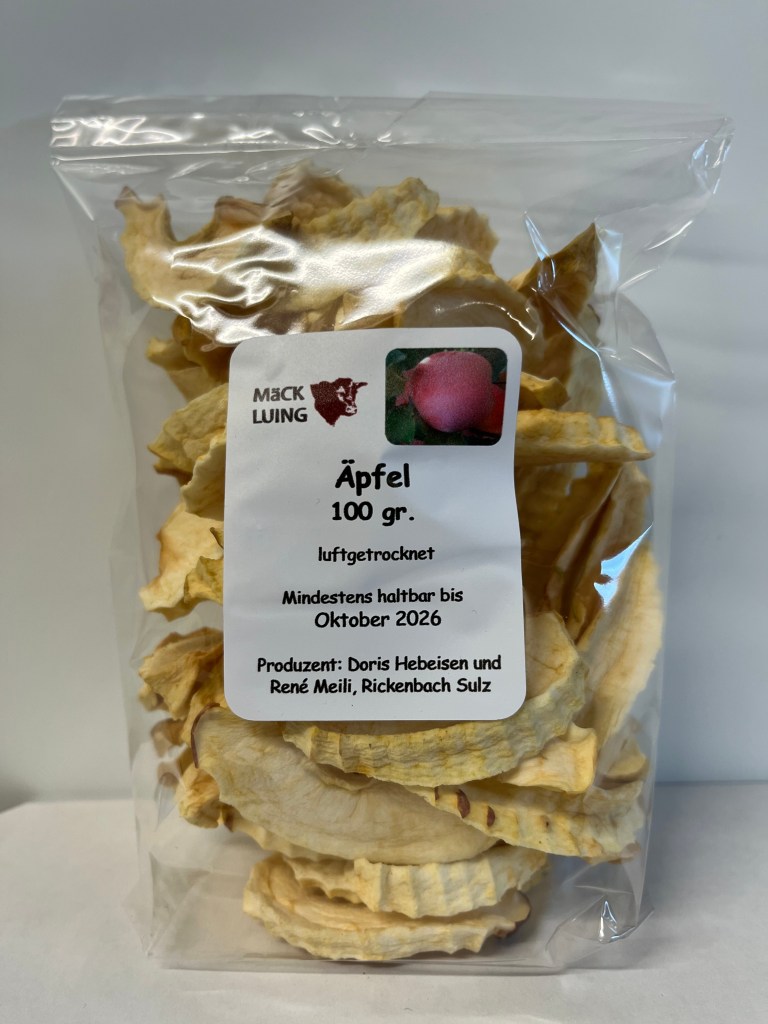 MäCK
LUING
Äpfel
100 gr.
luftgetrocknet
Mindestens haltbar bis
Oktober 2026
Produzent: Doris Hebeisen und
René Meili, Rickenbach Sulz